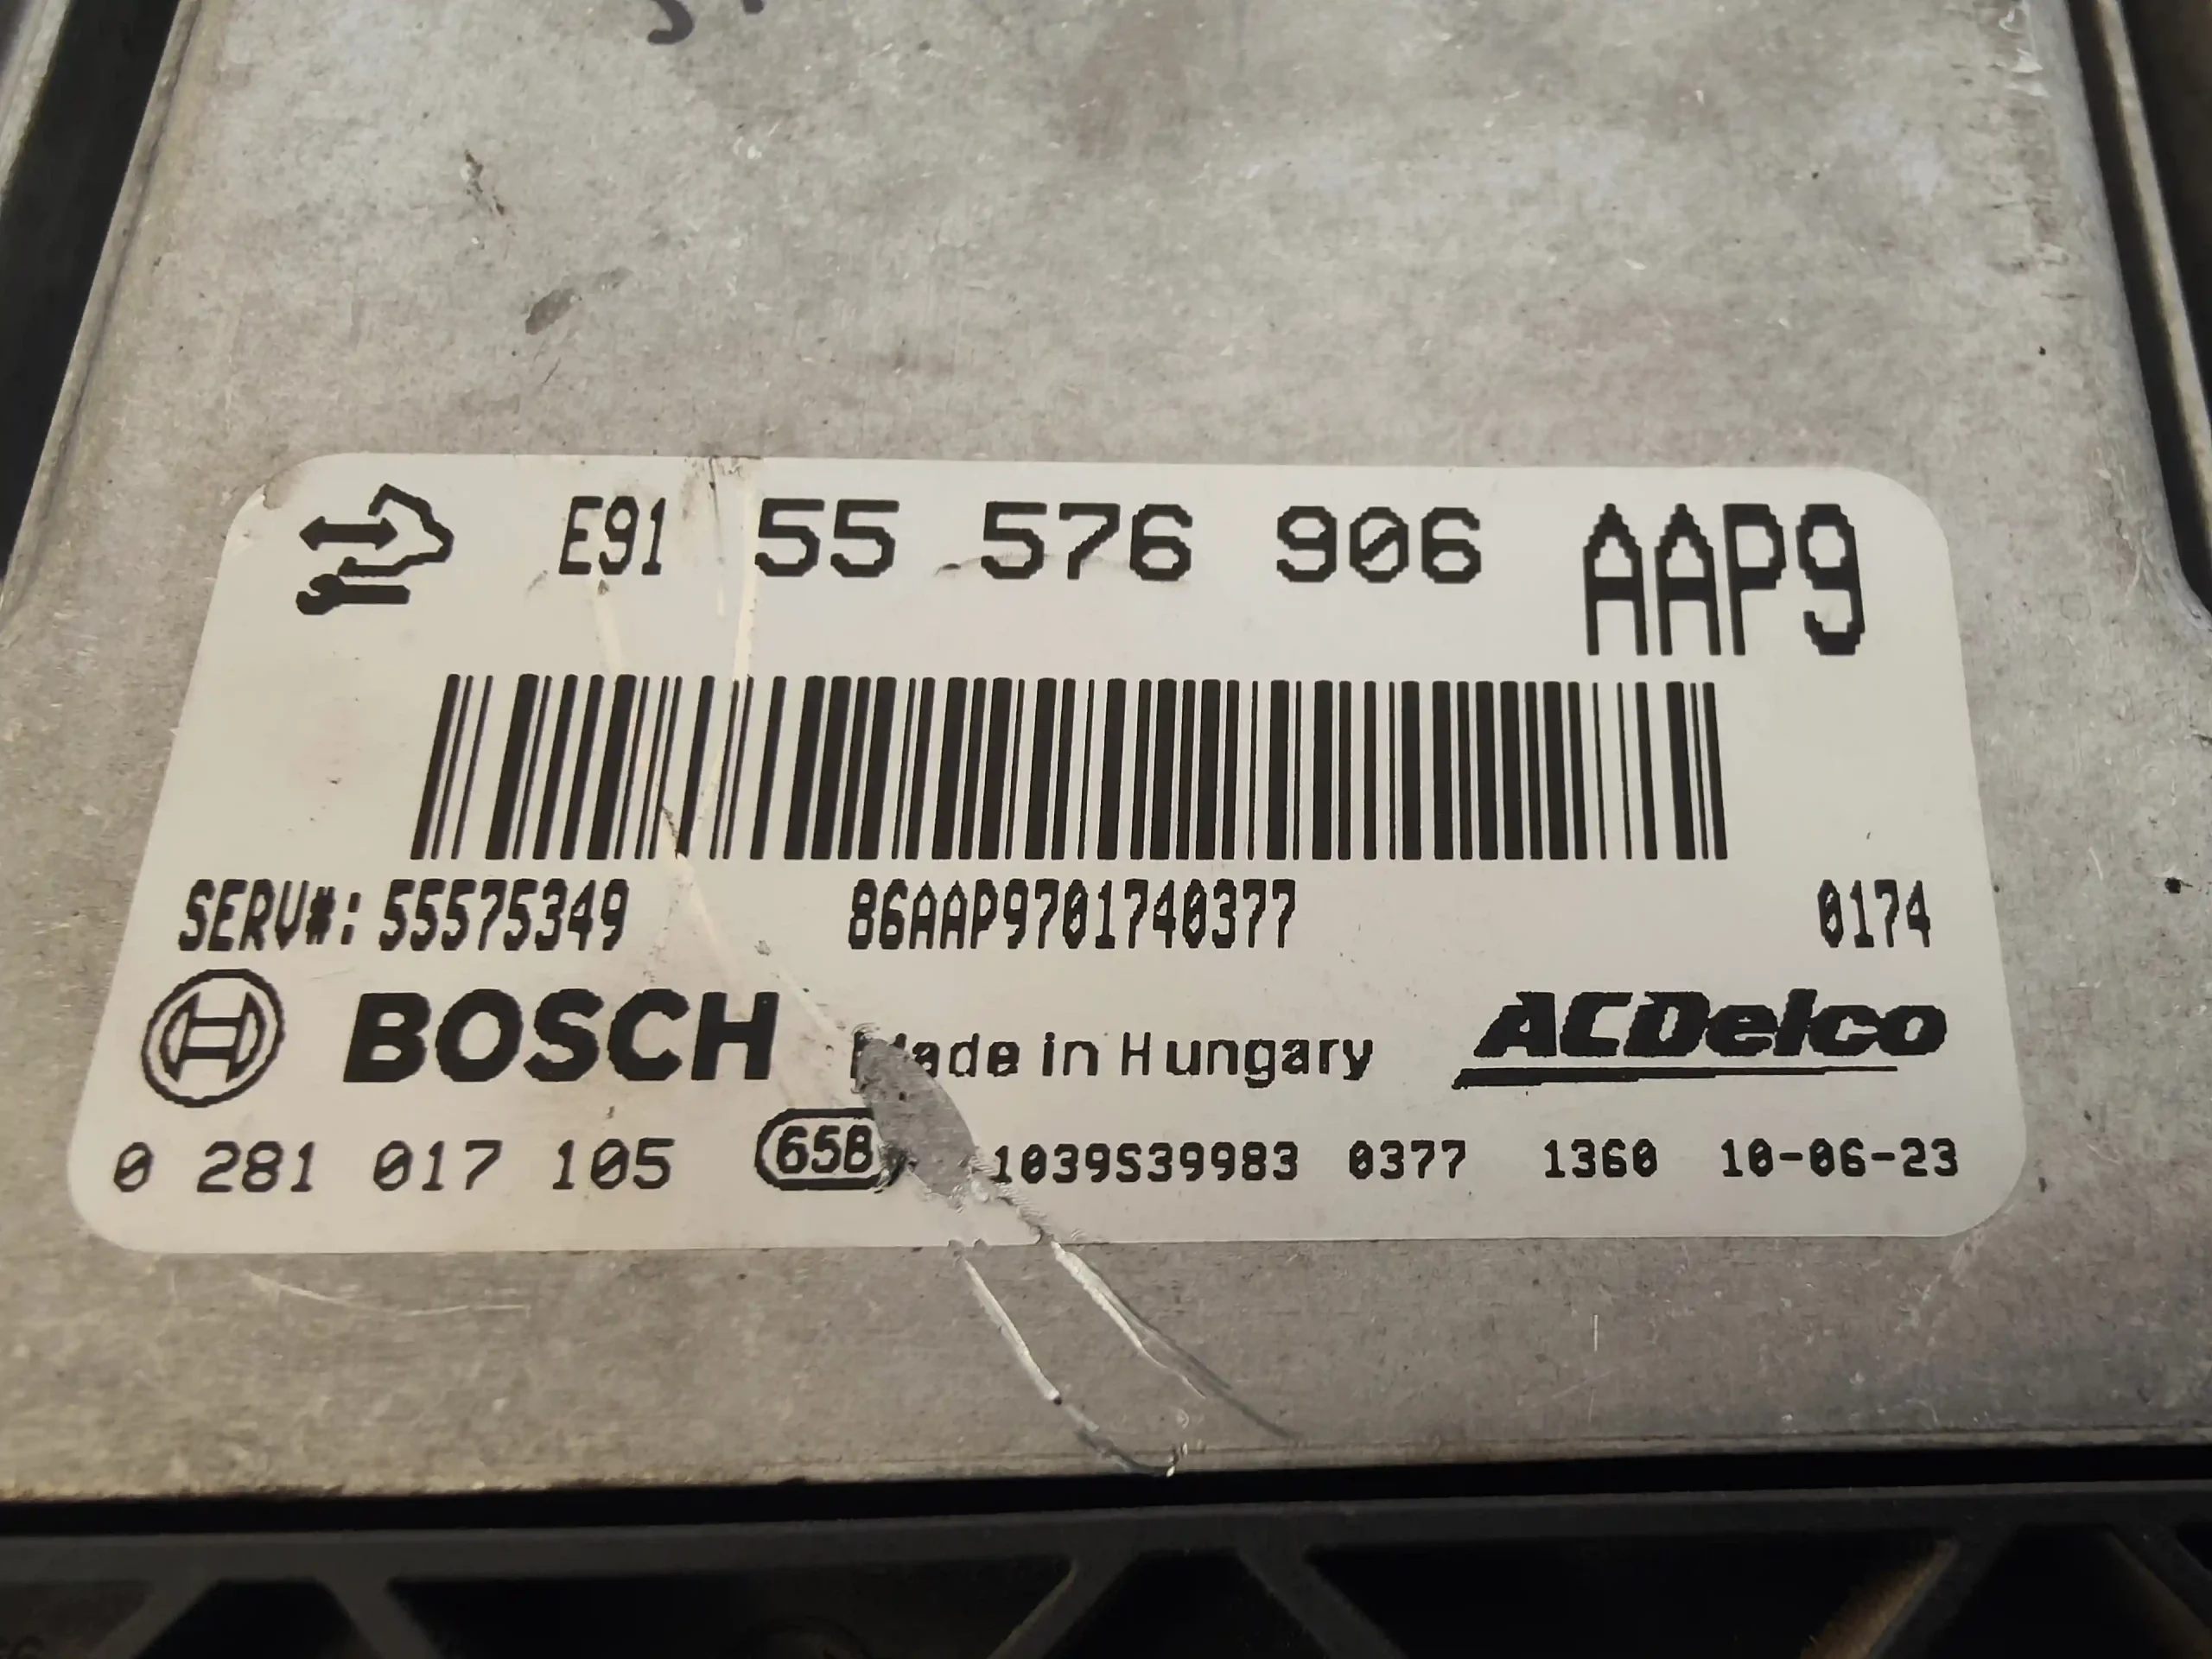 E91 55 576 906 AAP9
SERV#: 55575349 86AAP9701740377 0174
BOSCH Made in Hungary ACDelco
0 281 017 105 65B 1039S39983 0377 1360 10-06-23